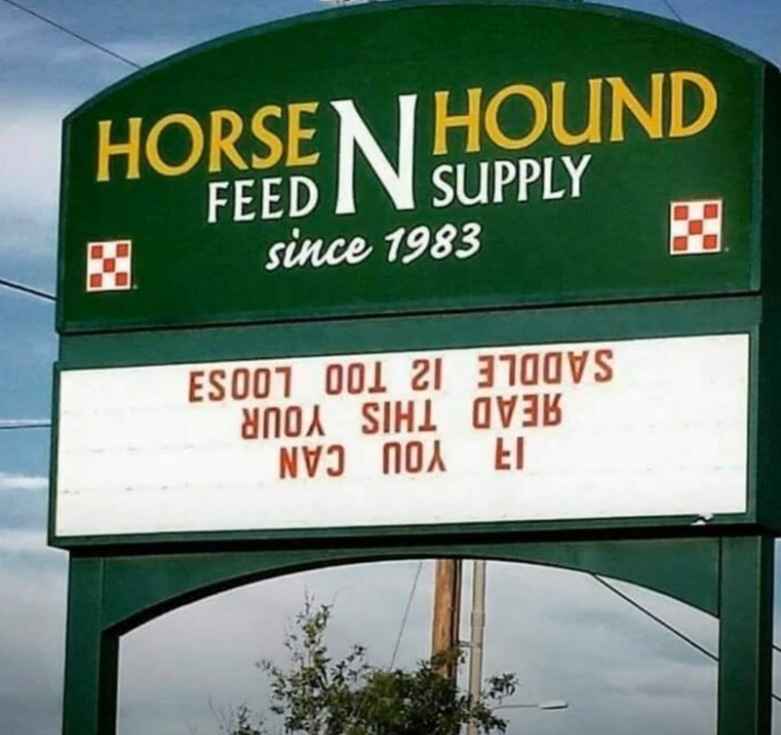 HORSE N HOUND
FEED SUPPLY
since 1983
IF YOU CAN
READ THIS YOUR
SADDLE IS TOO LOOSE